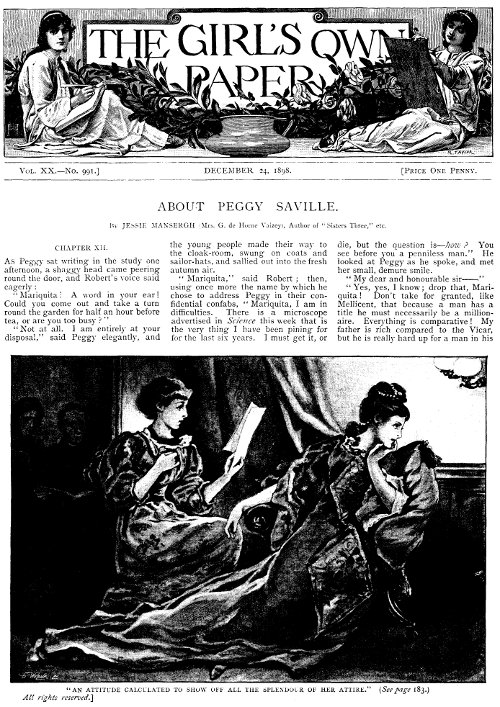 THE GIRL'S OWN
PAPER
VOL. XX.—No. 991.]
DECEMBER 24, 1898.
[PRICE ONE PENNY.
ABOUT PEGGY SAVILLE.
By JESSIE MANSERGH (Mrs. G. de Horne Vaizey), Author of "Sisters Three," etc.
CHAPTER XII.
As Peggy sat writing in the study one
afternoon, a shaggy head came peering
round the door, and Robert's voice said
eagerly:
"Mariquita! A word in your ear!
Could you come out and take a turn
round the garden for half an hour before
tea, or are you too busy?"
"Not at all. I am entirely at your
disposal," said Peggy elegantly, and
the young people made their way to
the cloak-room, swung on coats and
sailor-hats, and sallied out into the fresh
autumn air.
"Mariquita," said Robert; then,
using once more the name by which he
chose to address Peggy in their con-
fidential confabs, "Mariquita, I am in
difficulties. There is a microscope
advertised in Science this week that is
the very thing I have been pining for
for the last six years. I must get it, or
die, but the question is—how? You
see before you a penniless man." He
looked at Peggy as he spoke, and met
her small, demure smile.
"My dear and honourable sir——"
"Yes, yes, I know; drop that, Mari-
quita! Don't take for granted, like
Mellicent, that because a man has a
title he must necessarily be a million-
aire. Everything is comparative! My
father is rich compared to the Vicar,
but he is really hard up for a man in his
"AN ATTITUDE CALCULATED TO SHOW OFF ALL THE SPLENDOUR OF HER ATTIRE." (See page 183.)
All rights reserved.]